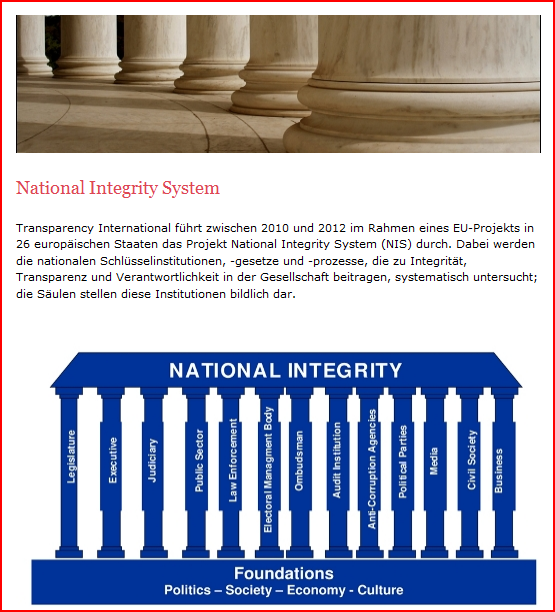 National Integrity System
Transparency International führt zwischen 2010 und 2012 im Rahmen eines EU-Projekts in
26 europäischen Staaten das Projekt National Integrity System (NIS) durch. Dabei werden
die nationalen Schlüsselinstitutionen, -gesetze und -prozesse, die zu Integrität,
Transparenz und Verantwortlichkeit in der Gesellschaft beitragen, systematisch untersucht;
die Säulen stellen diese Institutionen bildlich dar.
NATIONAL INTEGRITY
Legislature
Executive
Judiciary
Public Sector
Law Enforcement
Electoral Managment Body
Ombudsman
Audit Institution
Anti-Corruption Agencies
Political Parties
Media
Civil Society
Business
Foundations
Politics – Society – Economy - Culture